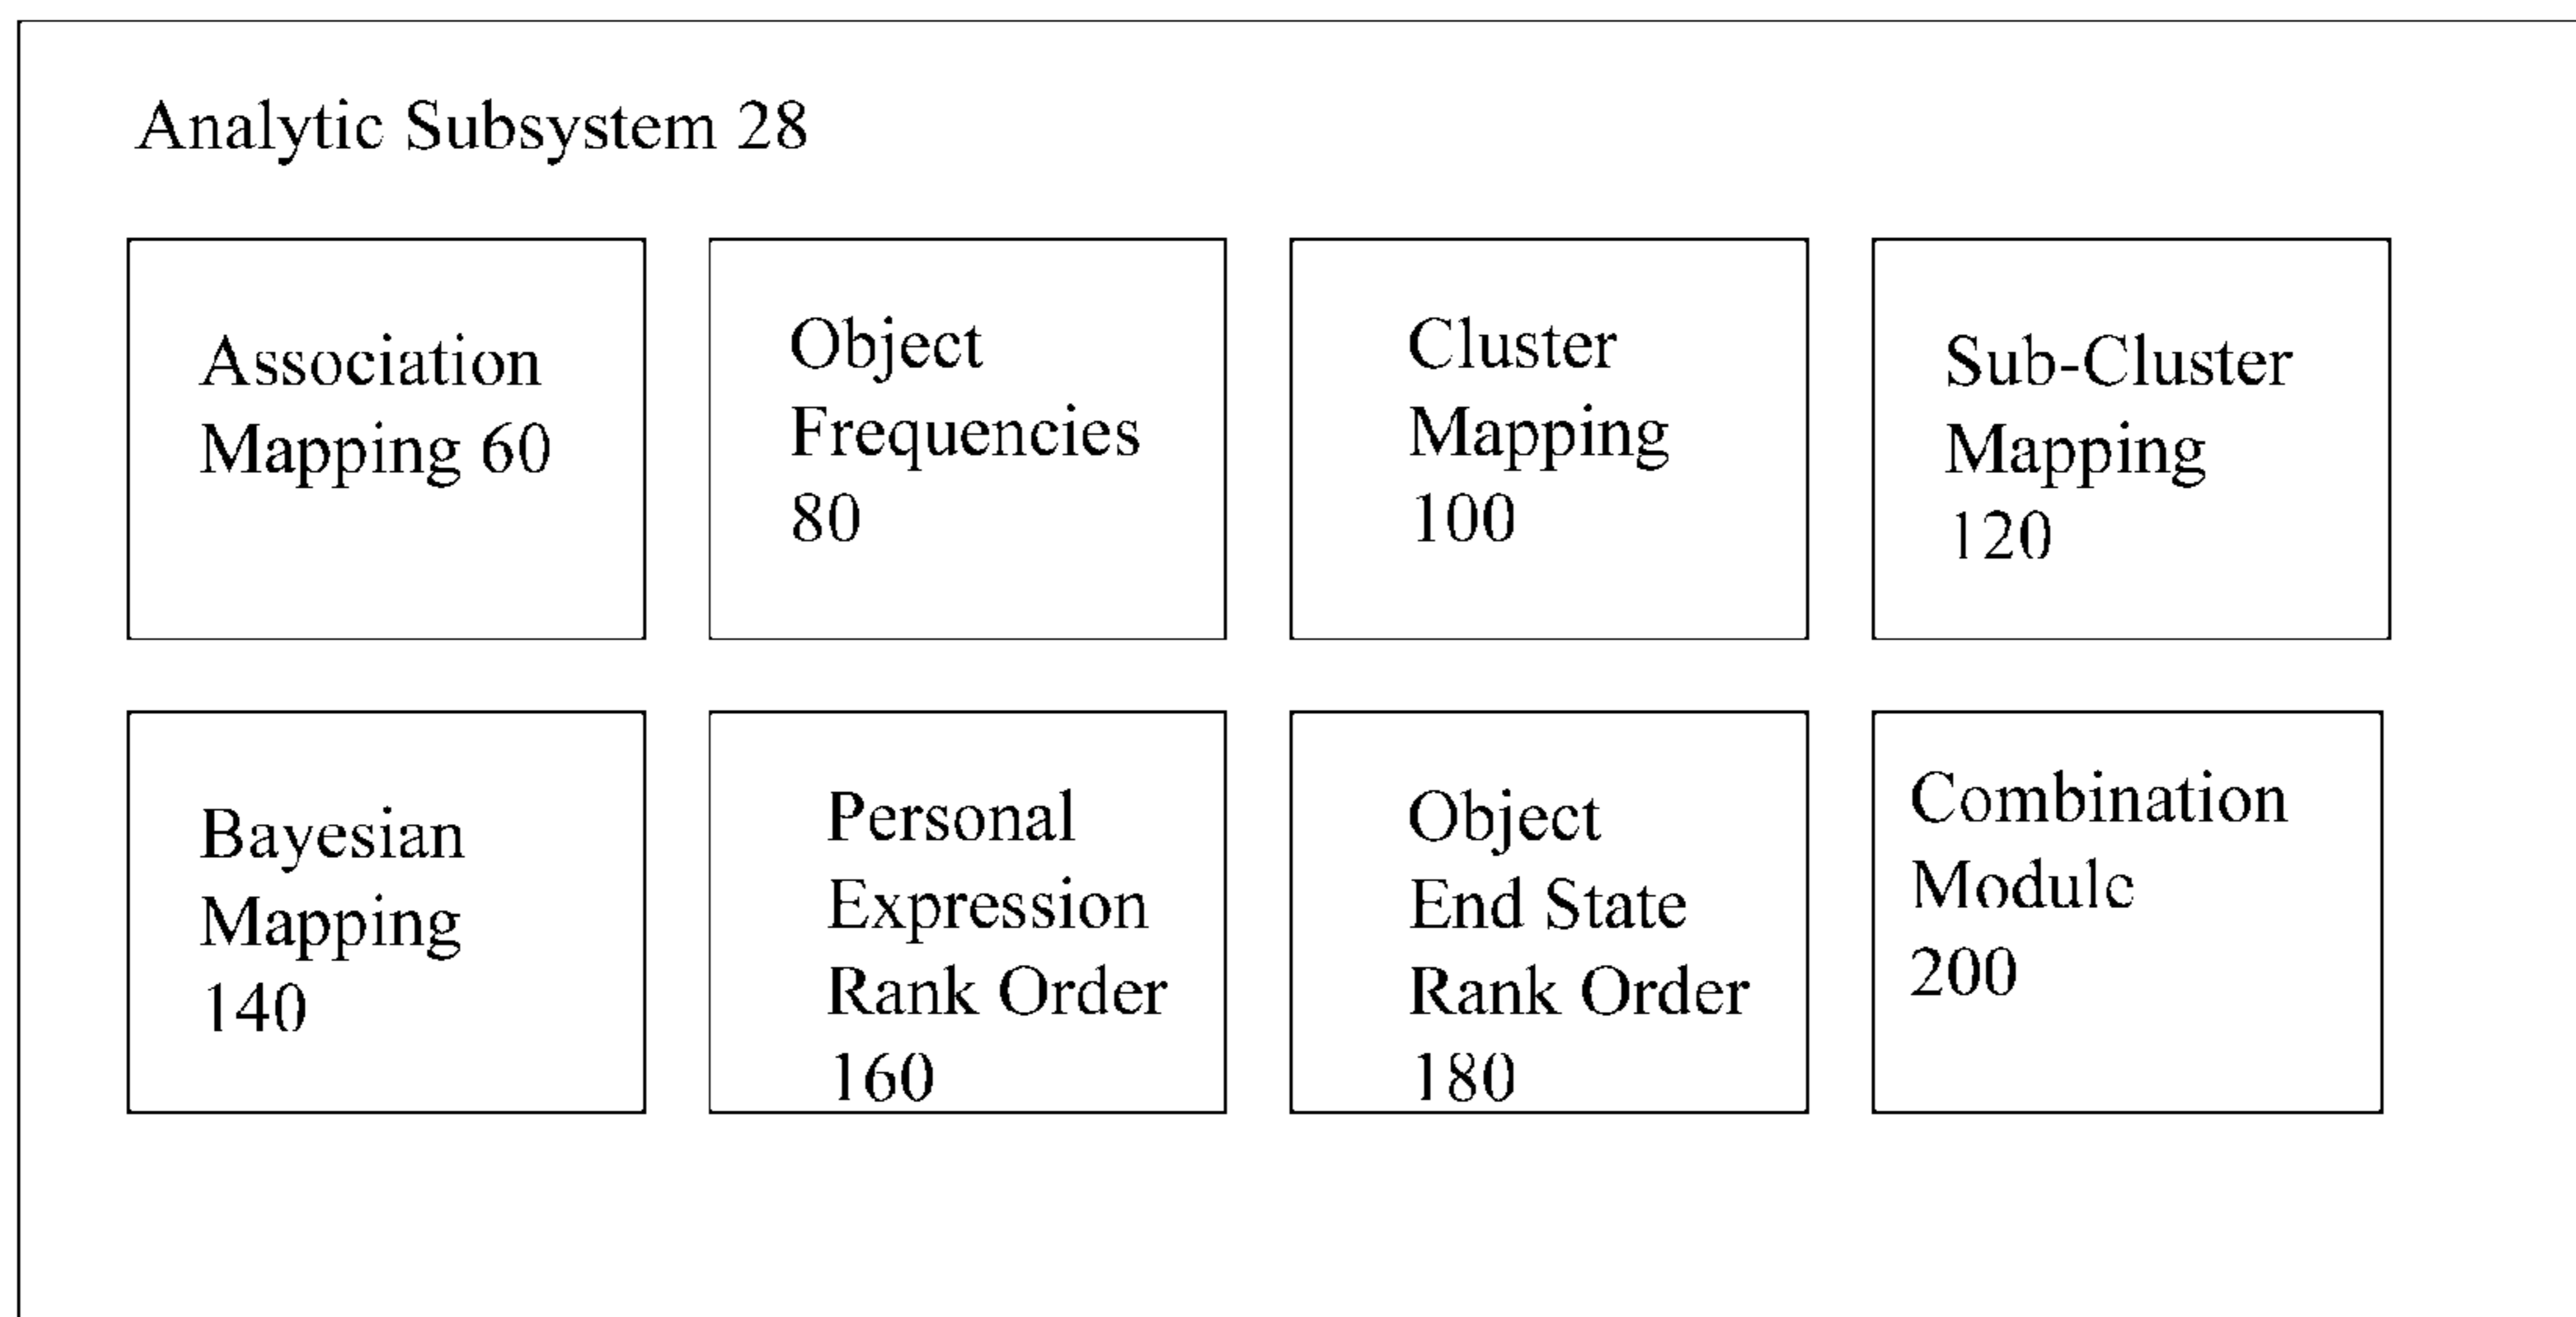 Analytic Subsystem 28
Association
Mapping 60
Object
Frequencies
80
Cluster
Mapping
100
Sub-Cluster
Mapping
120
Bayesian
Mapping
140
Personal
Expression
Rank Order
160
Object
End State
Rank Order
180
Combination
Module
200